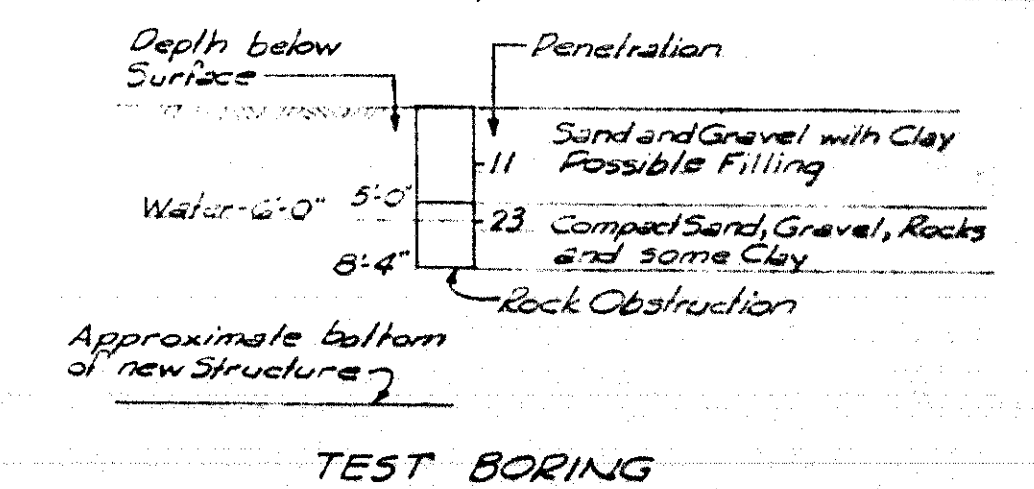 Depth below
Surface
Penetration
Sand and Gravel with Clay
Possible Filling
11
5'-0"
Water-6'-0"
23
Compact Sand, Gravel, Rocks
and some Clay
8'-4"
Rock Obstruction
Approximate bottom
of new Structure
TEST BORING